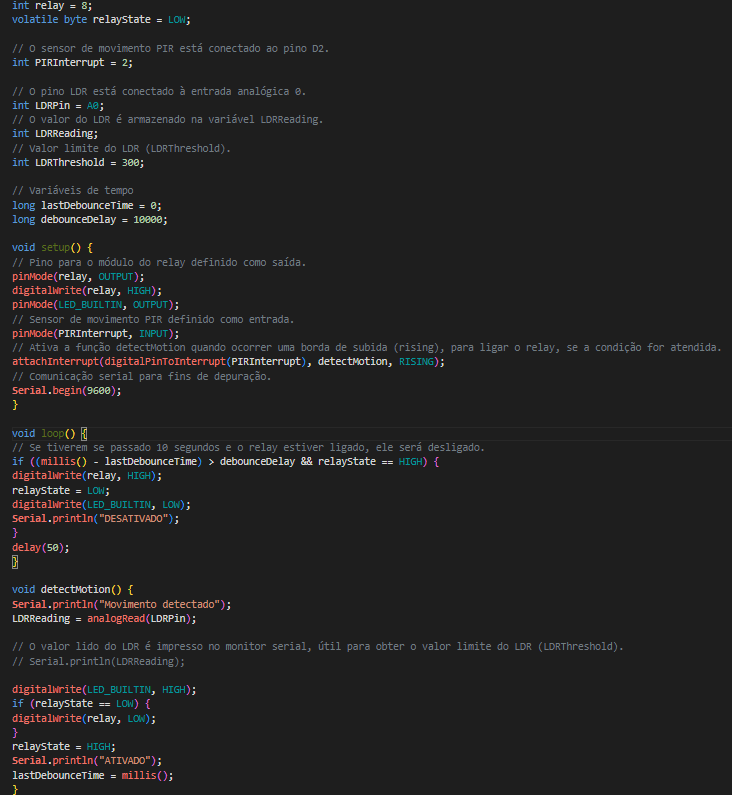 int relay = 8;
volatile byte relayState = LOW;
// O sensor de movimento PIR está conectado ao pino D2.
int PIRInterrupt = 2;
// O pino LDR está conectado à entrada analógica 0.
int LDRPin = A0;
// O valor do LDR é armazenado na variável LDRReading.
int LDRReading;
// Valor limite do LDR (LDRThreshold).
int LDRThreshold = 300;
// Variáveis de tempo
long lastDebounceTime = 0;
long debounceDelay = 10000;
void setup() {
// Pino para o módulo do relay definido como saída.
pinMode(relay, OUTPUT);
digitalWrite(relay, HIGH);
pinMode(LED_BUILTIN, OUTPUT);
// Sensor de movimento PIR definido como entrada.
pinMode(PIRInterrupt, INPUT);
// Ativa a função detectMotion quando ocorrer uma borda de subida (rising), para ligar o relay, se a condição for atendida.
attachInterrupt(digitalPinToInterrupt(PIRInterrupt), detectMotion, RISING);
// Comunicação serial para fins de depuração.
Serial.begin(9600);
}
void loop() {
// Se tiverem se passado 10 segundos e o relay estiver ligado, ele será desligado.
if ((millis() - lastDebounceTime) > debounceDelay && relayState == HIGH) {
digitalWrite(relay, HIGH);
relayState = LOW;
digitalWrite(LED_BUILTIN, LOW);
Serial.println("DESATIVADO");
}
delay(50);
}
void detectMotion() {
Serial.println("Movimento detectado");
LDRReading = analogRead(LDRPin);
// O valor lido do LDR é impresso no monitor serial, útil para obter o valor limite do LDR (LDRThreshold).
// Serial.println(LDRReading);
digitalWrite(LED_BUILTIN, HIGH);
if (relayState == LOW) {
digitalWrite(relay, LOW);
}
relayState = HIGH;
Serial.println("ATIVADO");
lastDebounceTime = millis();
}